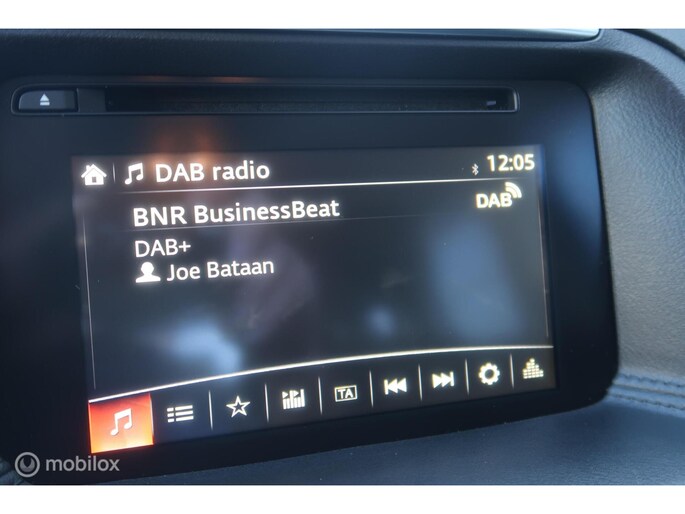 DAB radio 12:05
BNR BusinessBeat DAB
DAB+
Joe Bataan
TA
mobilox